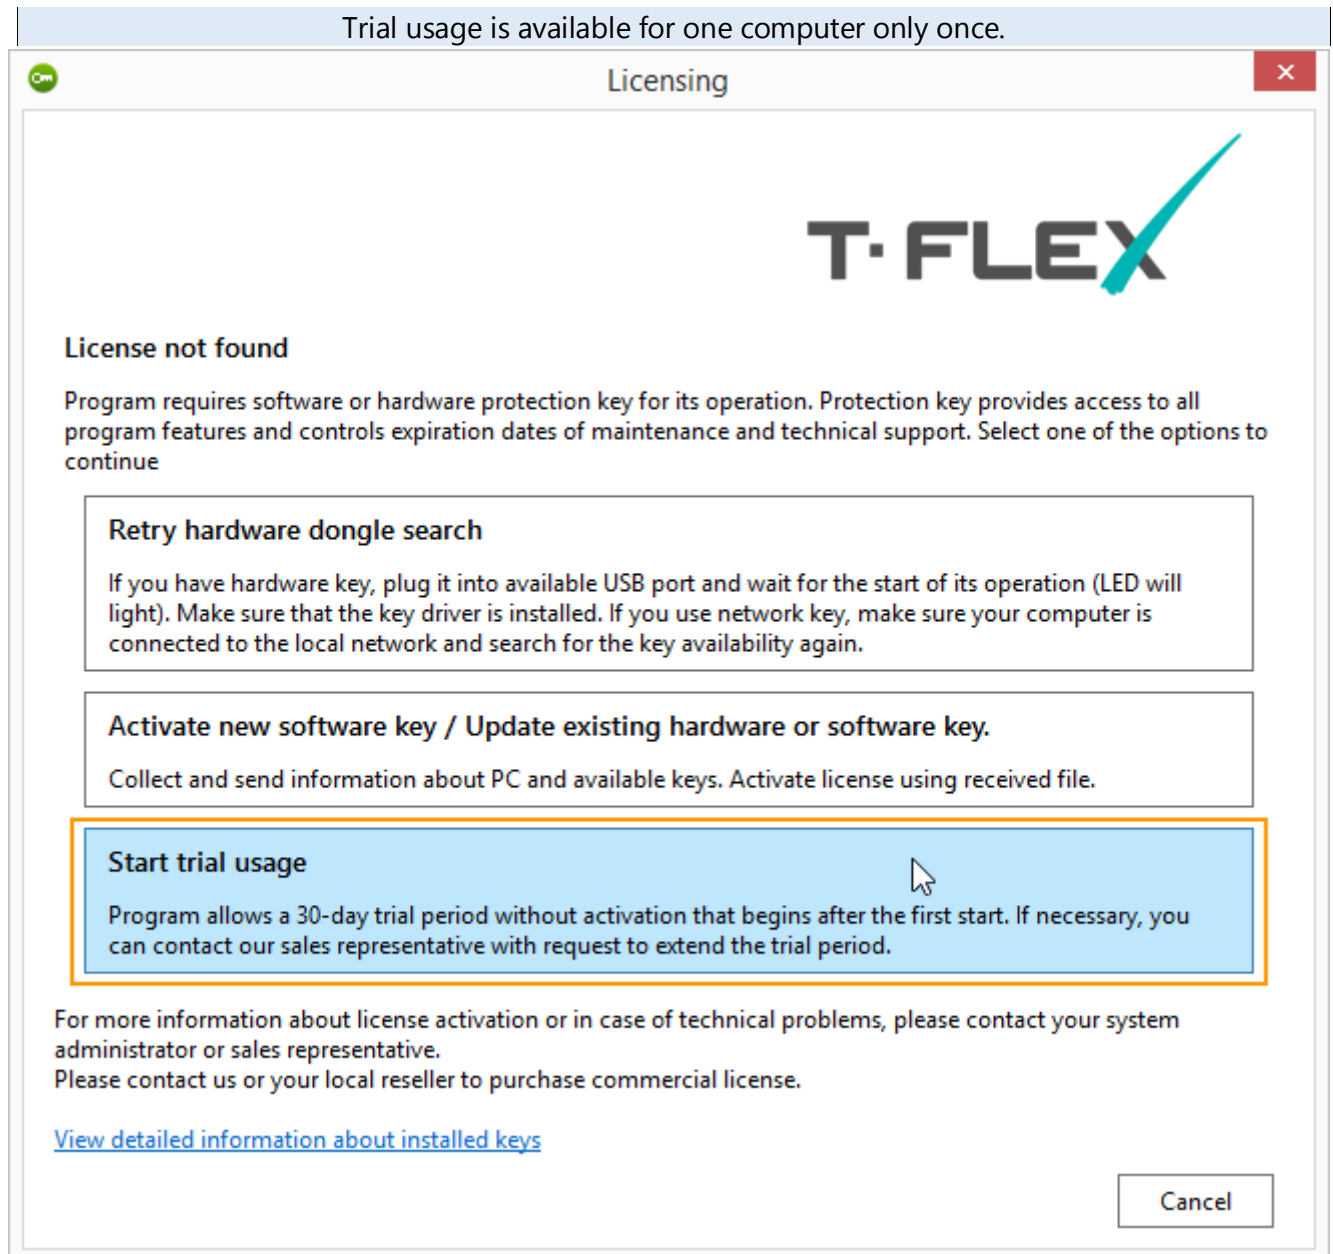 Trial usage is available for one computer only once.
Licensing
T·FLEX
License not found
Program requires software or hardware protection key for its operation. Protection key provides access to all
program features and controls expiration dates of maintenance and technical support. Select one of the options to
continue
Retry hardware dongle search
If you have hardware key, plug it into available USB port and wait for the start of its operation (LED will
light). Make sure that the key driver is installed. If you use network key, make sure your computer is
connected to the local network and search for the key availability again.
Activate new software key / Update existing hardware or software key.
Collect and send information about PC and available keys. Activate license using received file.
Start trial usage
Program allows a 30-day trial period without activation that begins after the first start. If necessary, you
can contact our sales representative with request to extend the trial period.
For more information about license activation or in case of technical problems, please contact your system
administrator or sales representative.
Please contact us or your local reseller to purchase commercial license.
View detailed information about installed keys
Cancel